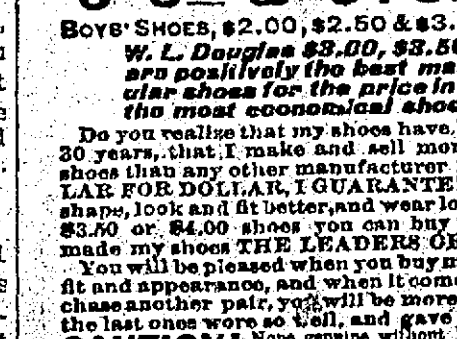 BOYS' SHOES, $2.00, $2.50 & $3.
W. L. Douglas $3.00, $3.50
are positively the best ma
ular shoes for the price in
the most economical shoe
Do you realize that my shoes have
30 years, that I make and sell mor
shoes than any other manufacturer
LAR FOR DOLLAR, I GUARANTE
shape, look and fit better, and wear lo
$3.50 or $4.00 shoes you can buy
made my shoes THE LEADERS OF
You will be pleased when you buy m
fit and appearance, and when it com
chase another pair, you will be more
the last ones wore so well, and gave
None genuine without